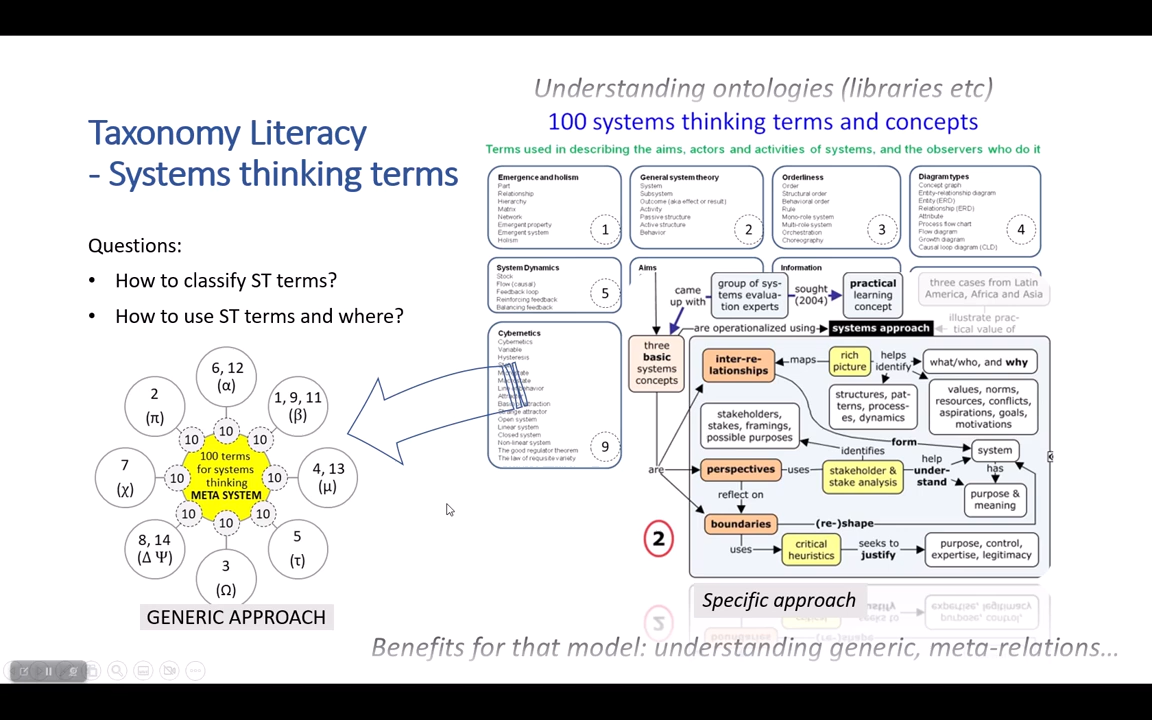 Understanding ontologies (libraries etc)
Taxonomy Literacy
- Systems thinking terms
100 systems thinking terms and concepts
Terms used in describing the aims, actors and activities of systems, and the observers who do it
Questions:
• How to classify ST terms?
• How to use ST terms and where?
6, 12
(α)
1, 9, 11
(β)
4, 13
(μ)
5
(τ)
3
(Ω)
8, 14
(Δ Ψ)
7
(χ)
2
(π)
10
10
10
10
10
10
10
10
100 terms
for systems
thinking
META SYSTEM
GENERIC APPROACH
Emergence and holism
Part
Relationship
Hierarchy
Matrix
Network
Emergent property
Emergent system
Holism
1
General system theory
System
Subsystem
Outcome (aka effect or result)
Activity
Passive structure
Active structure
Behavior
2
Orderliness
Order
Structural order
Behavioral order
Rule
Mono-role system
Multi-role system
Orchestration
Choreography
3
Diagram types
Concept graph
Entity-relationship diagram
Entity (ERD)
Relationship (ERD)
Attribute
Process flow chart
Flow diagram
Growth diagram
Causal loop diagram (CLD)
4
System Dynamics
Stock
Flow (causal)
Feedback loop
Reinforcing feedback
Balancing feedback
5
Aims
Information
Cybernetics
Cybernetics
Variable
Hysteresis
Open system
Linear system
Closed system
Non-linear system
The good regulator theorem
The law of requisite variety
9
came
up with
group of sys-
tems evalua-
tion experts
sought
(2004)
practical
learning
concept
three cases from Latin
America, Africa and Asia
illustrate prac-
tical value of
are operationalized using
systems approach
three
basic
systems
concepts
inter-re-
lationships
maps
rich
picture
helps
identify
what/who, and why
structures, pat-
terns, process-
es, dynamics
values, norms,
resources, conflicts,
aspirations, goals,
motivations
stakeholders,
stakes, framings,
possible purposes
form
identifies
system
are
perspectives
uses
stakeholder &
stake analysis
help
under-
stand
has
purpose &
meaning
reflect on
boundaries
(re-)shape
uses
critical
heuristics
seeks to
justify
purpose, control,
expertise, legitimacy
2
Specific approach
Benefits for that model: understanding generic, meta-relations...